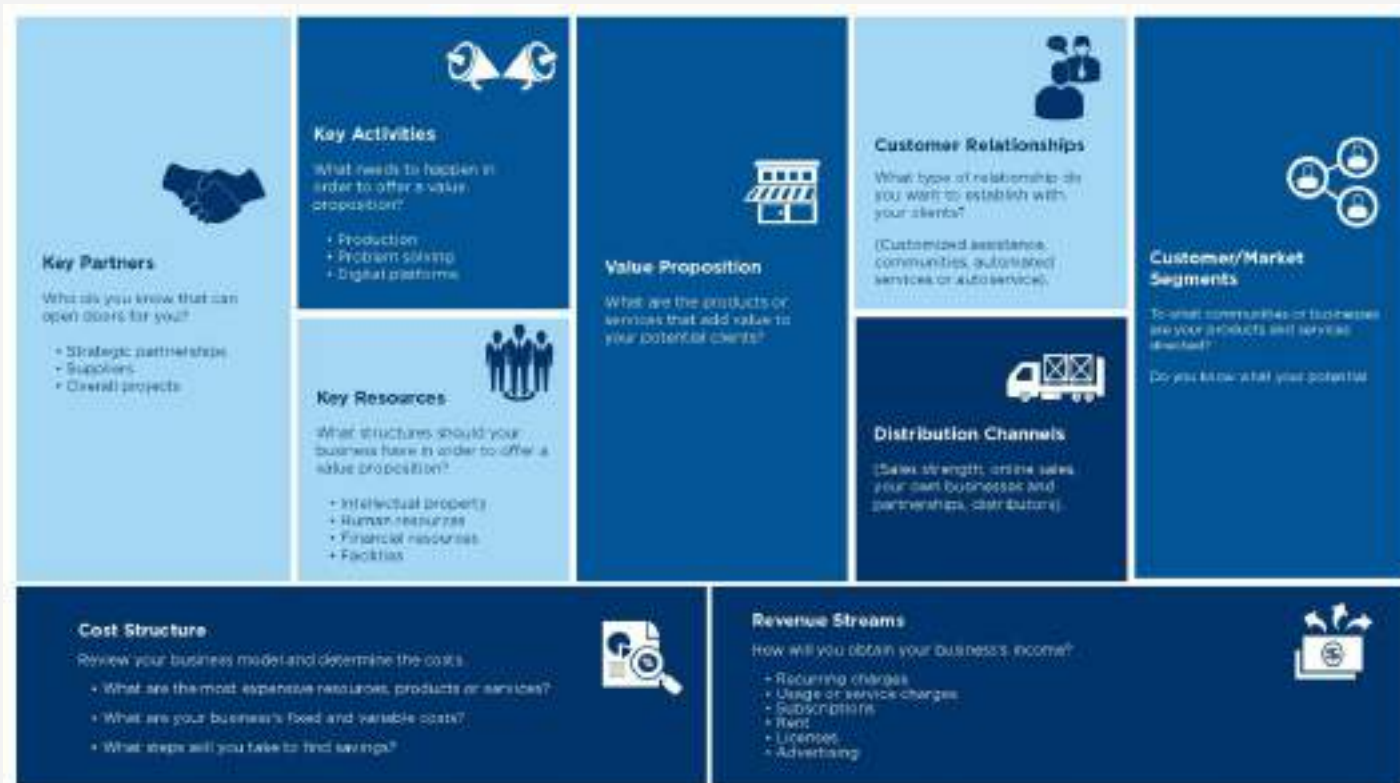 Key Partners
Who do you know that can
open doors for you?
• Strategic partnerships
• Suppliers
• Overall projects
Key Activities
What needs to happen in
order to offer a value
proposition?
• Production
• Problem solving
• Digital platforms
Key Resources
What structures should your
business have in order to offer a
value proposition?
• Intellectual property
• Human resources
• Financial resources
• Facilities
Value Proposition
What are the products or
services that add value to
your potential clients?
Customer Relationships
What type of relationship do
you want to establish with
your clients?
(Customized assistance,
communities, automated
services or autoservice).
Distribution Channels
(Sales strength, online sales,
your own businesses and
partnerships, distributors).
Customer/Market
Segments
To what communities or businesses
are your products and services
directed?
Do you know what your potential
Cost Structure
Review your business model and determine the costs.
• What are the most expensive resources, products or services?
• What are your business's fixed and variable costs?
• What steps will you take to find savings?
Revenue Streams
How will you obtain your business's income?
• Recurring charges
• Usage or service charges
• Subscriptions
• Rent
• Licenses
• Advertising